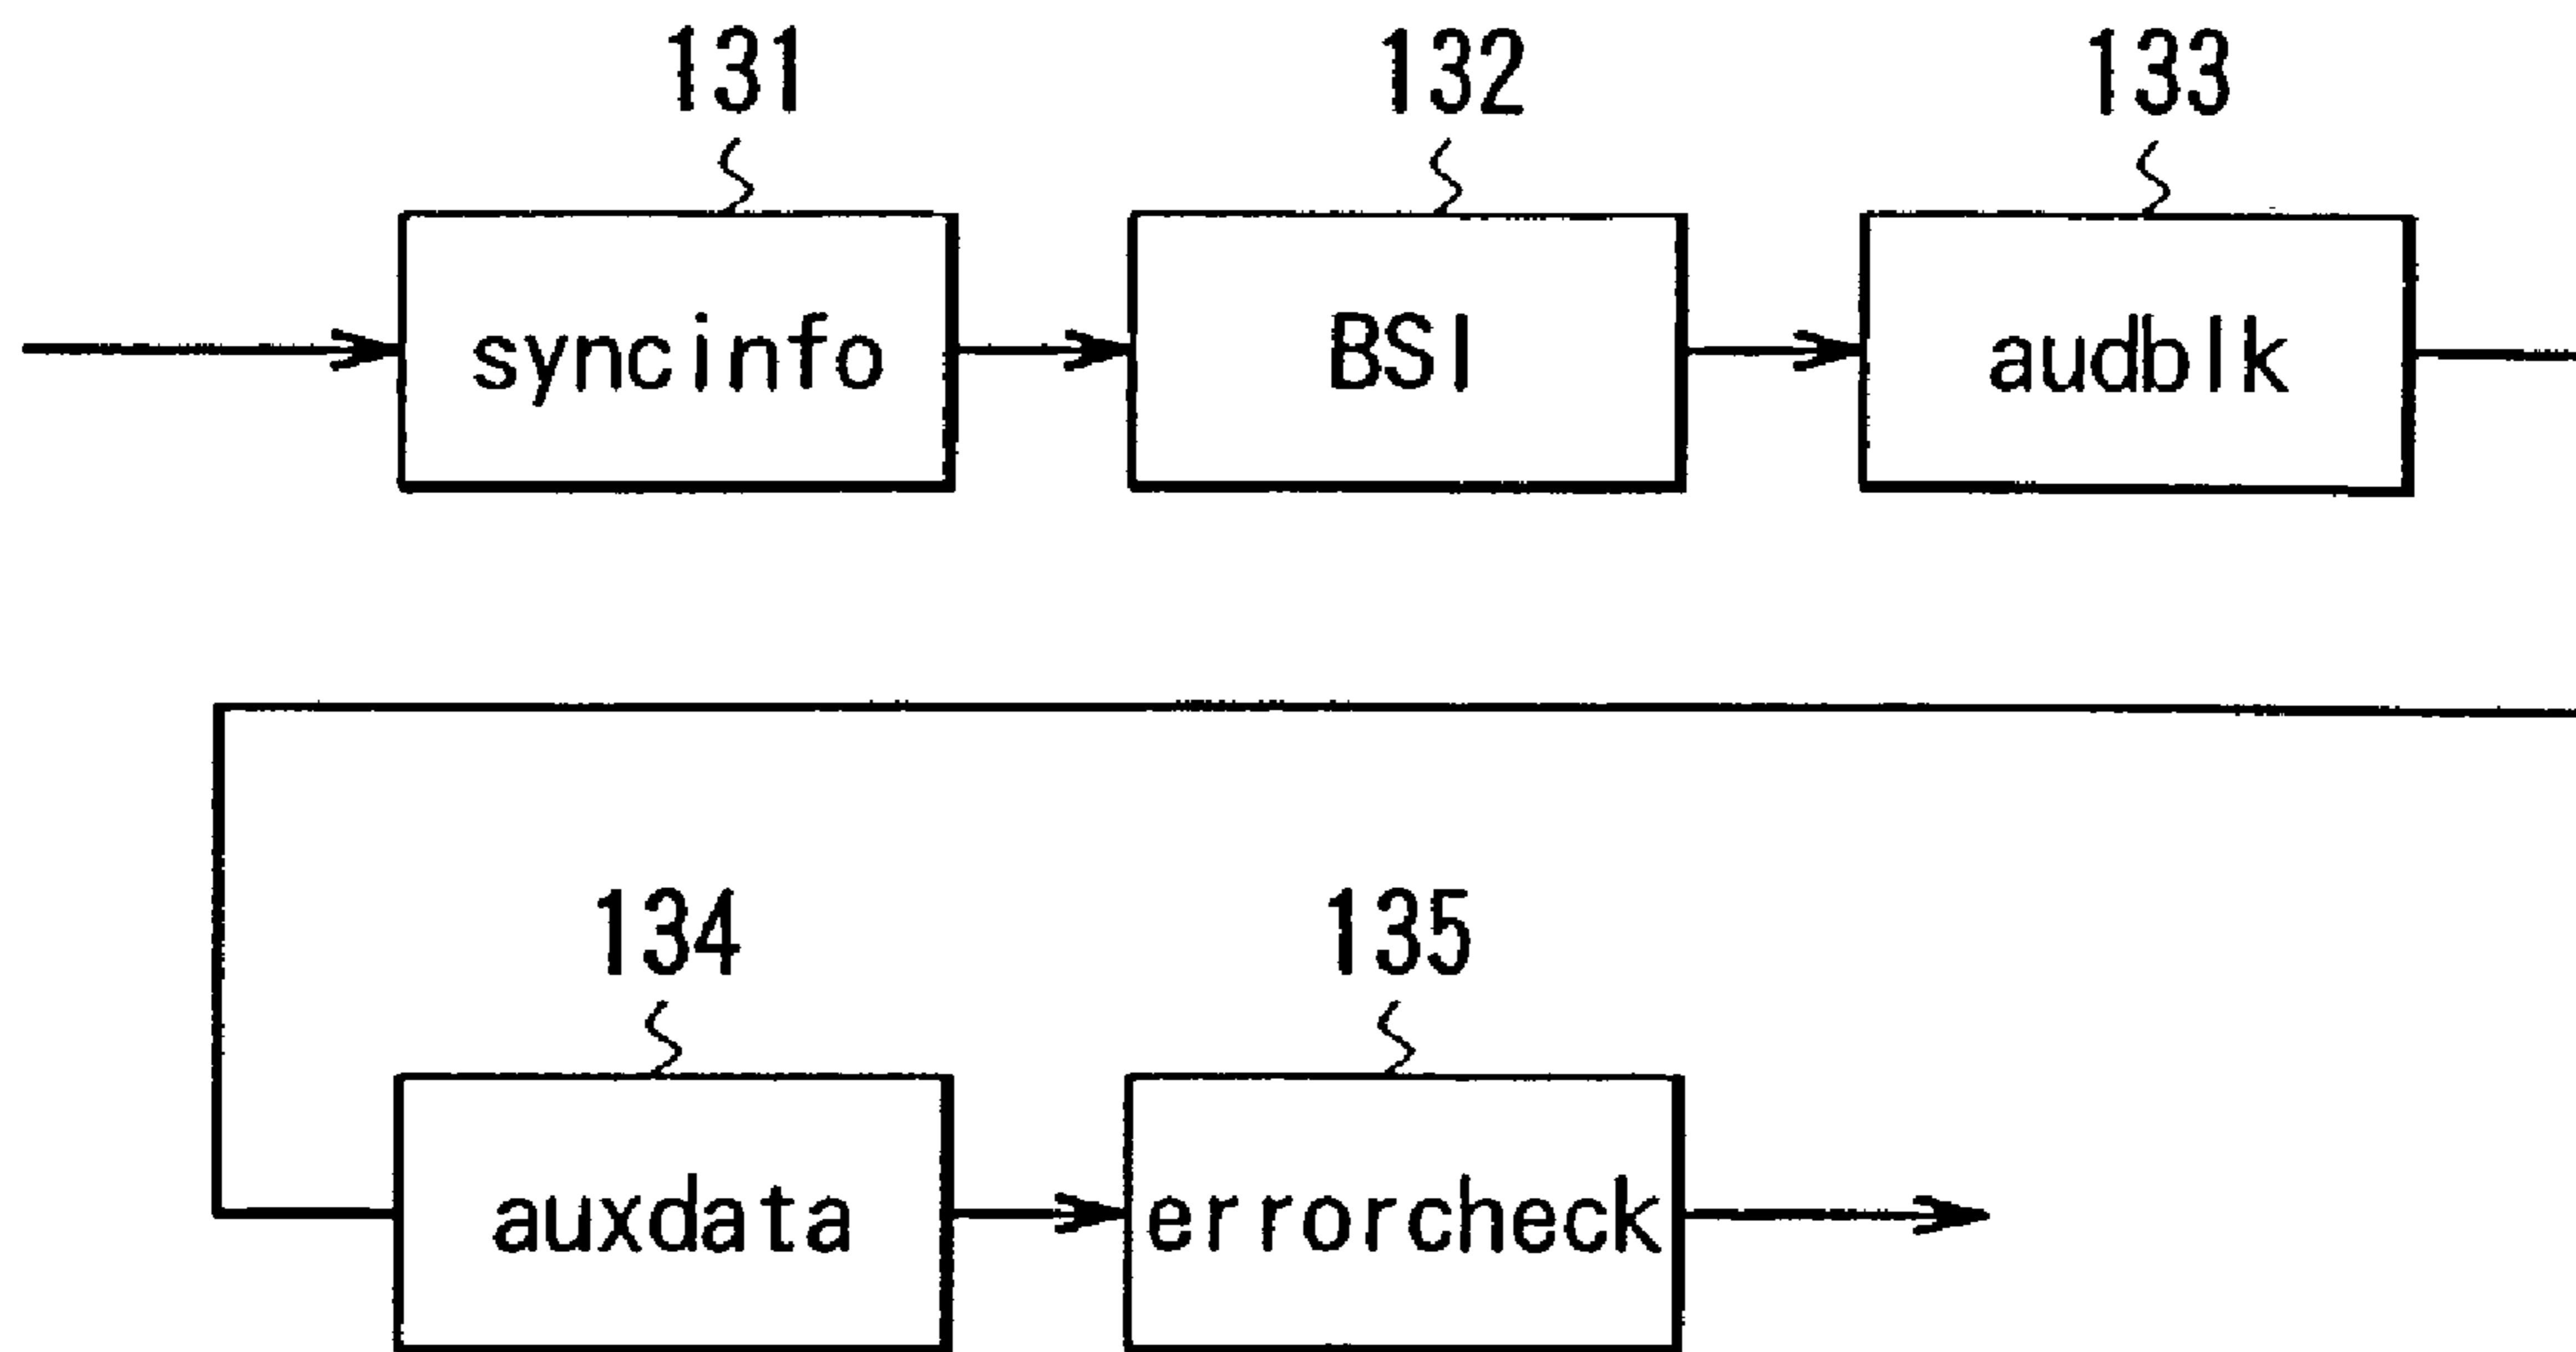 131 132 133
syncinfo BSI audblk
134 135
auxdata errorcheck